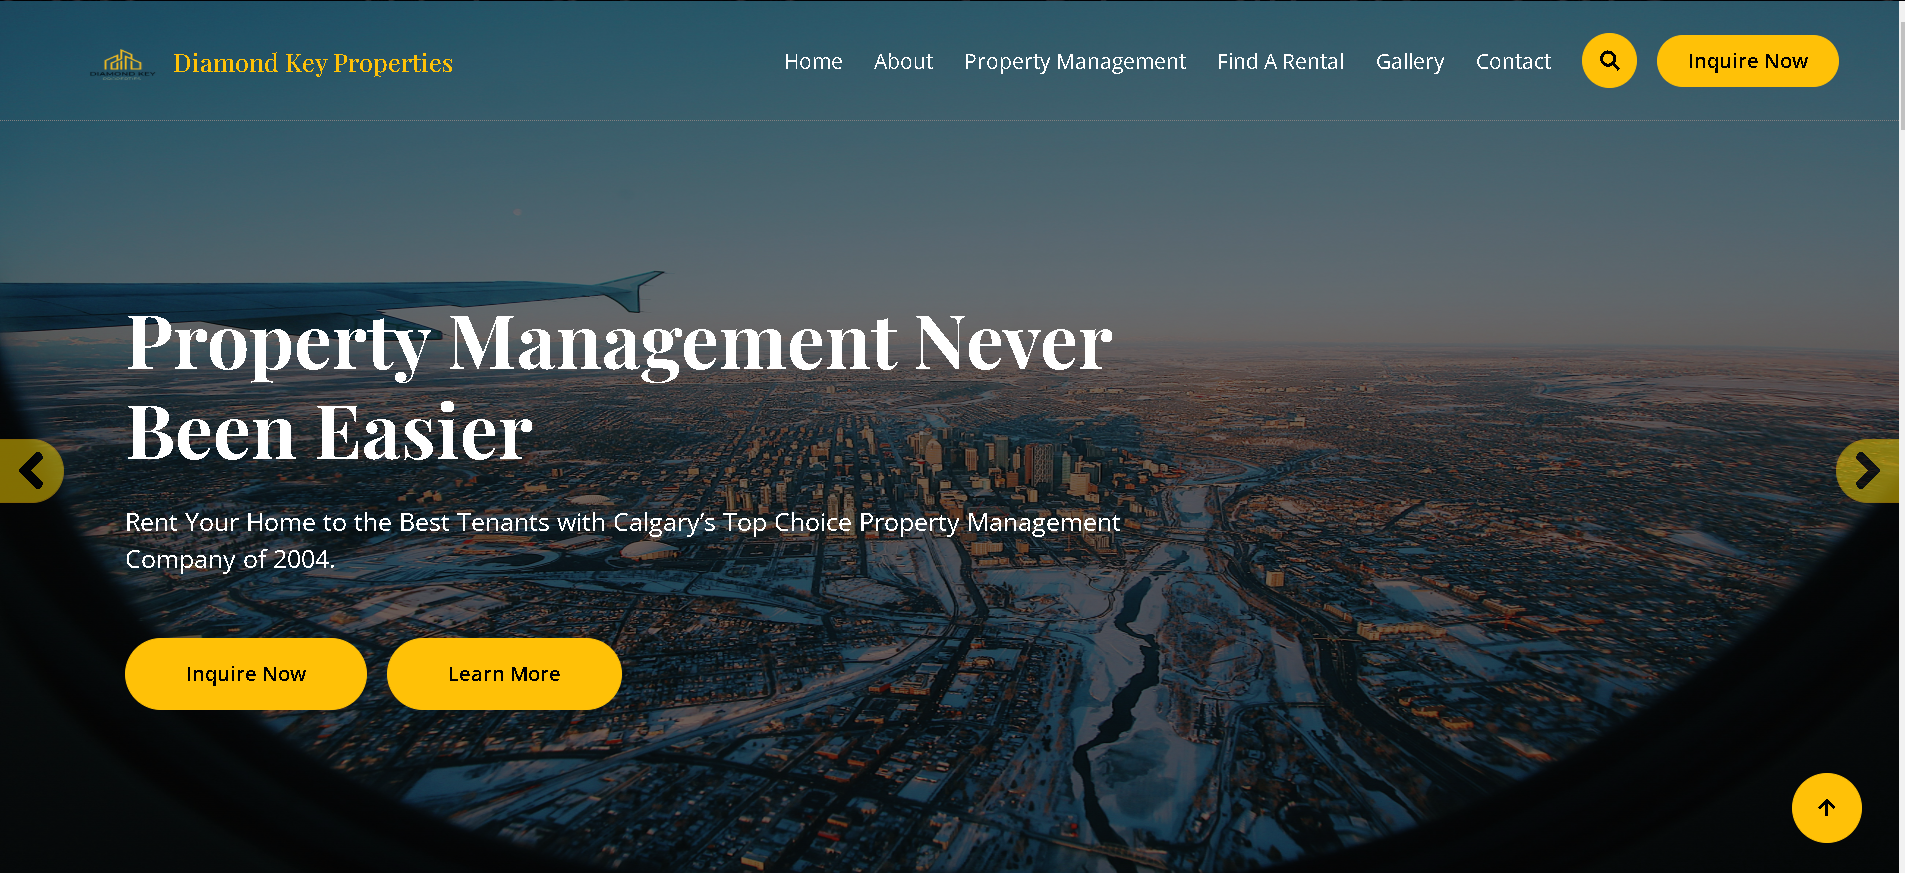 DIAMOND KEY
Diamond Key Properties
Home About Property Management Find A Rental Gallery Contact Inquire Now
Property Management Never
Been Easier
Rent Your Home to the Best Tenants with Calgary’s Top Choice Property Management
Company of 2004.
Inquire Now Learn More